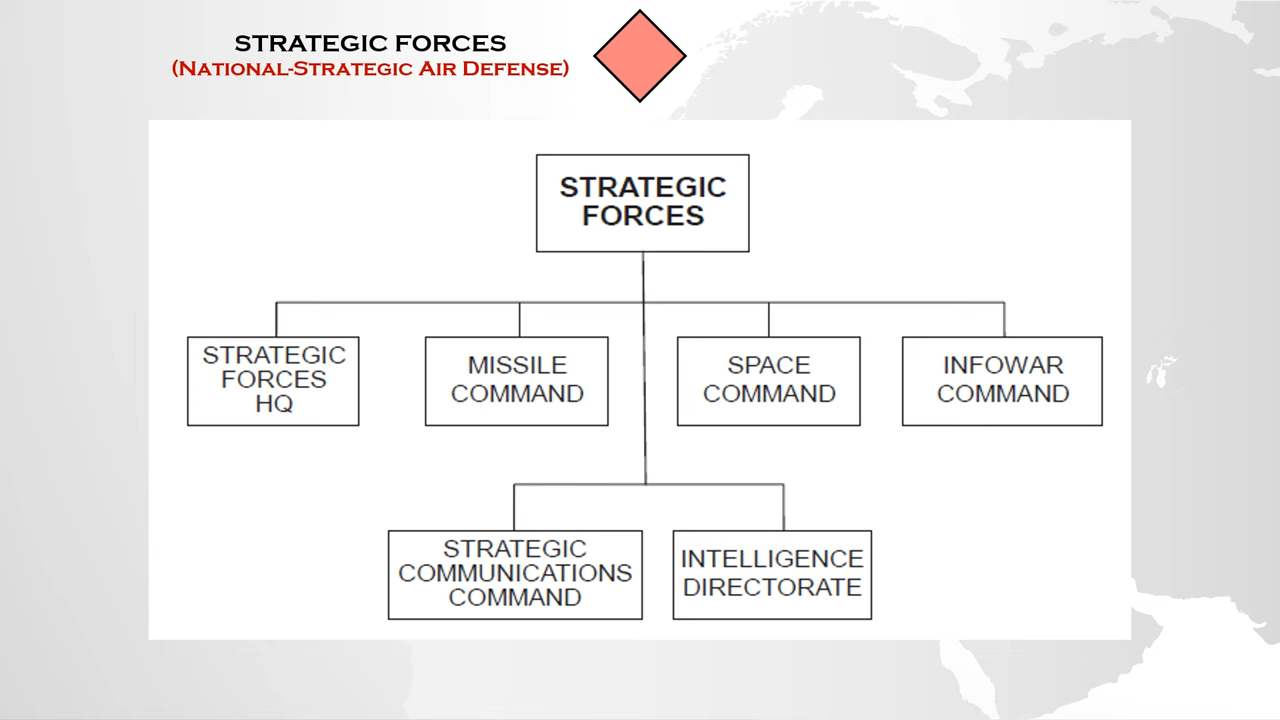 STRATEGIC FORCES
(NATIONAL-STRATEGIC AIR DEFENSE)
STRATEGIC
FORCES
STRATEGIC
FORCES
HQ
MISSILE
COMMAND
SPACE
COMMAND
INFOWAR
COMMAND
STRATEGIC
COMMUNICATIONS
COMMAND
INTELLIGENCE
DIRECTORATE